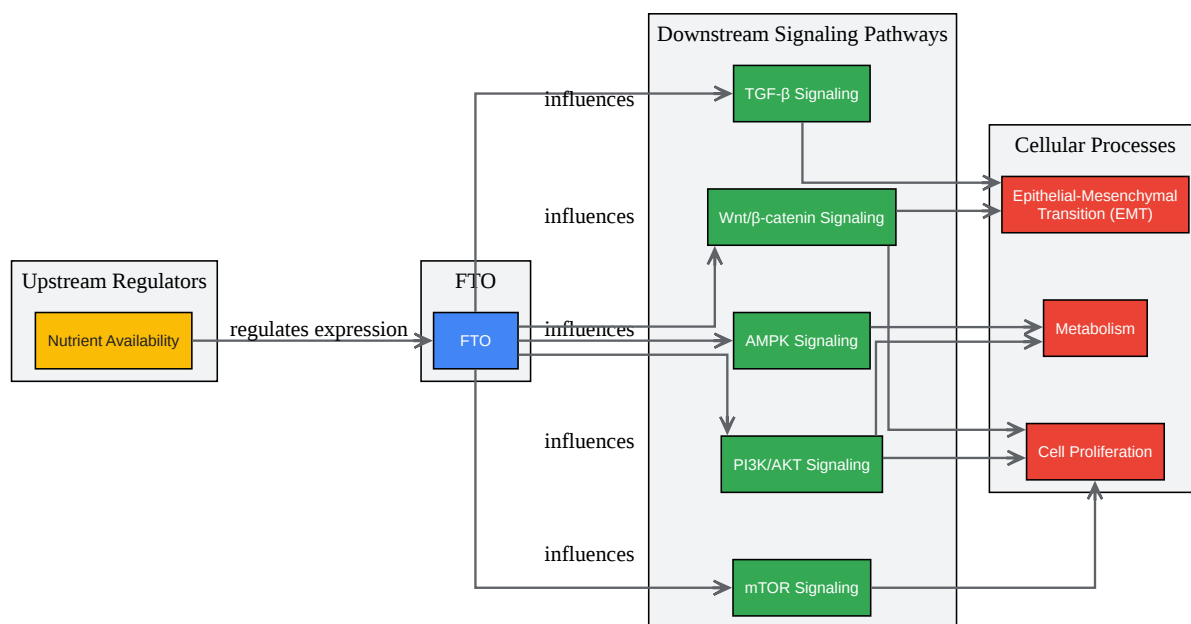 Downstream Signaling Pathways
TGF-β Signaling
influences
Cellular Processes
Epithelial-Mesenchymal
Transition (EMT)
influences
Wnt/β-catenin Signaling
Upstream Regulators
FTO
Nutrient Availability
regulates expression
FTO
influences
AMPK Signaling
Metabolism
influences
PI3K/AKT Signaling
Cell Proliferation
influences
mTOR Signaling